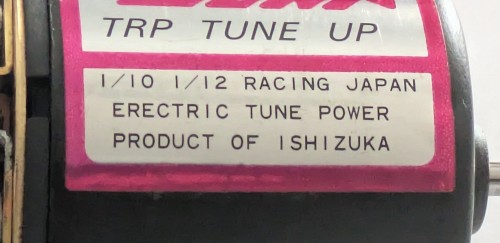 TRP TUNE UP
1/10 1/12 RACING JAPAN
ERECTRIC TUNE POWER
PRODUCT OF ISHIZUKA